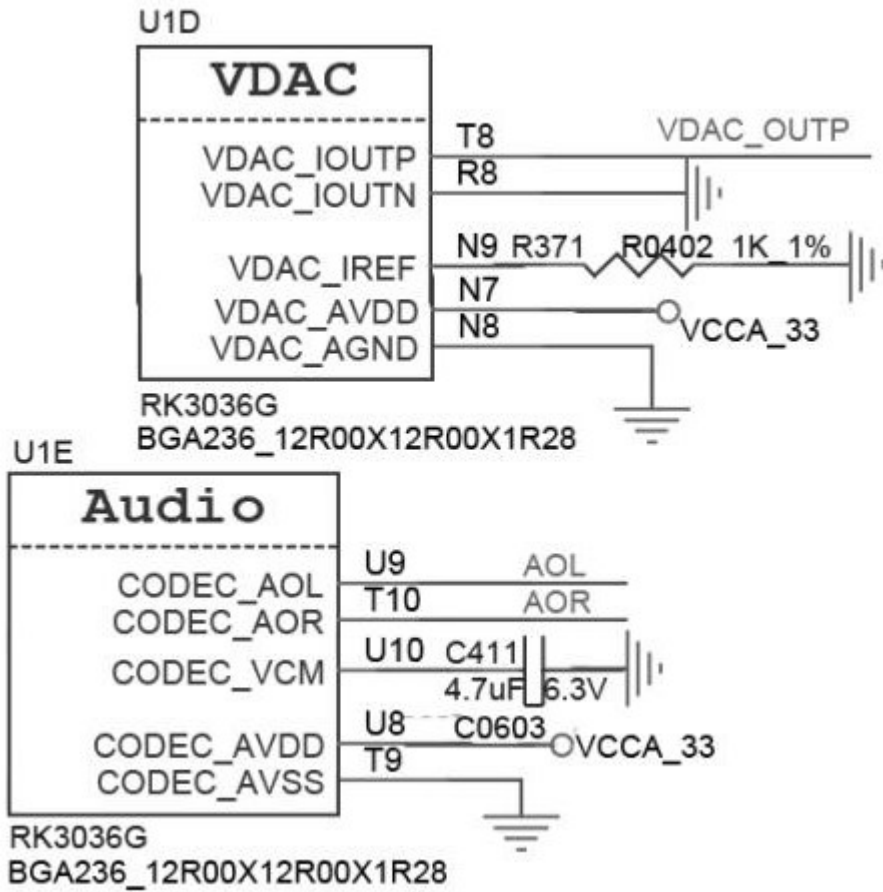 U1D
VDAC
VDAC_IOUTP T8 VDAC_OUTP
VDAC_IOUTN R8
VDAC_IREF N9 R371 R0402 1K_1%
VDAC_AVDD N7 VCCA_33
VDAC_AGND N8
RK3036G
BGA236_12R00X12R00X1R28
U1E
Audio
CODEC_AOL U9 AOL
CODEC_AOR T10 AOR
CODEC_VCM U10 C411
4.7uF 6.3V
CODEC_AVDD U8 C0603 VCCA_33
CODEC_AVSS T9
RK3036G
BGA236_12R00X12R00X1R28